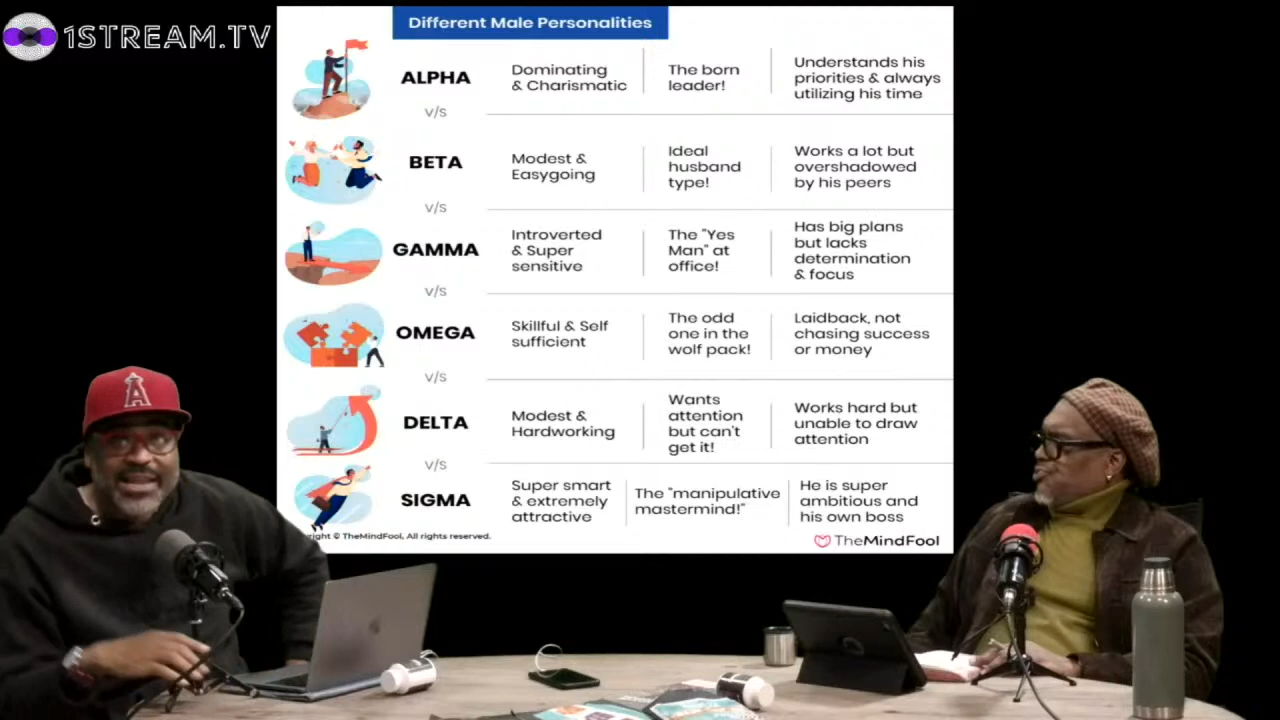 1STREAM.TV
Different Male Personalities
ALPHA
Dominating
& Charismatic
The born
leader!
Understands his
priorities & always
utilizing his time
v/s
BETA
Modest &
Easygoing
Ideal
husband
type!
Works a lot but
overshadowed
by his peers
v/s
GAMMA
Introverted
& Super
sensitive
The "Yes
Man" at
office!
Has big plans
but lacks
determination
& focus
v/s
OMEGA
Skillful & Self
sufficient
The odd
one in the
wolf pack!
Laidback, not
chasing success
or money
v/s
DELTA
Modest &
Hardworking
Wants
attention
but can't
get it!
Works hard but
unable to draw
attention
v/s
SIGMA
Super smart
& extremely
attractive
The "manipulative
mastermind!"
He is super
ambitious and
his own boss
right © TheMindFool, All rights reserved.
TheMindFool
A